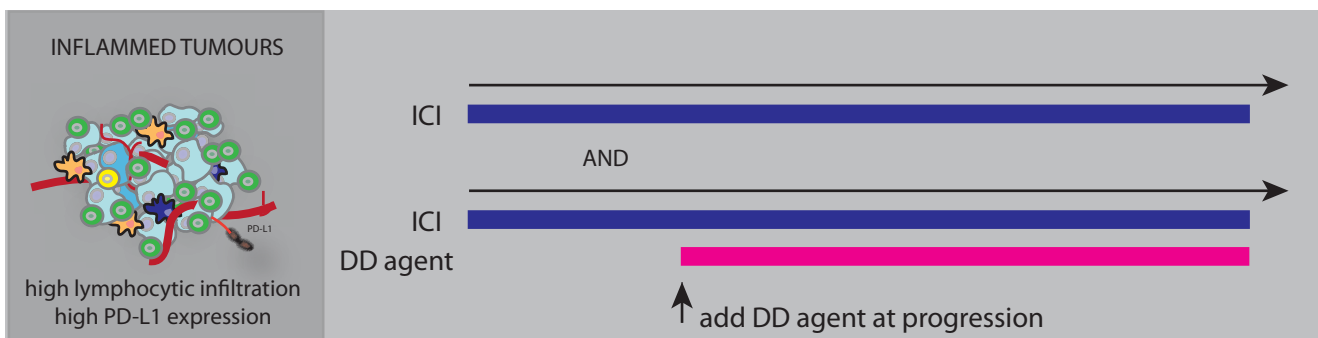 INFLAMMED TUMOURS
PD-L1
high lymphocytic infiltration
high PD-L1 expression
ICI
AND
ICI
DD agent
add DD agent at progression